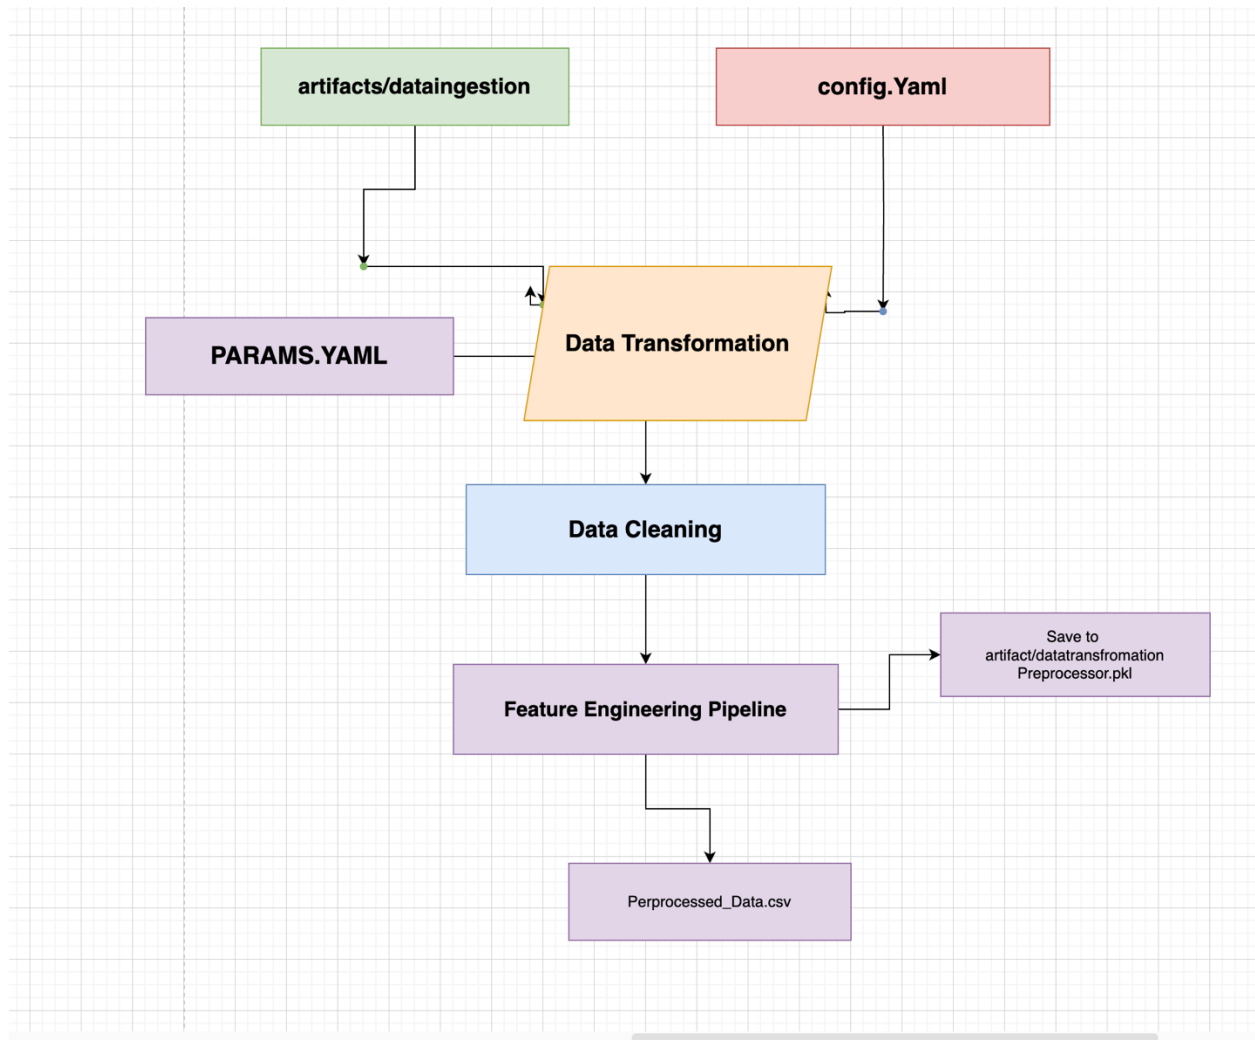 artifacts/dataingestion
config.Yaml
PARAMS.YAML
Data Transformation
Data Cleaning
Save to
artifact/datatransfromation
Preprocessor.pkl
Feature Engineering Pipeline
Perprocessed_Data.csv